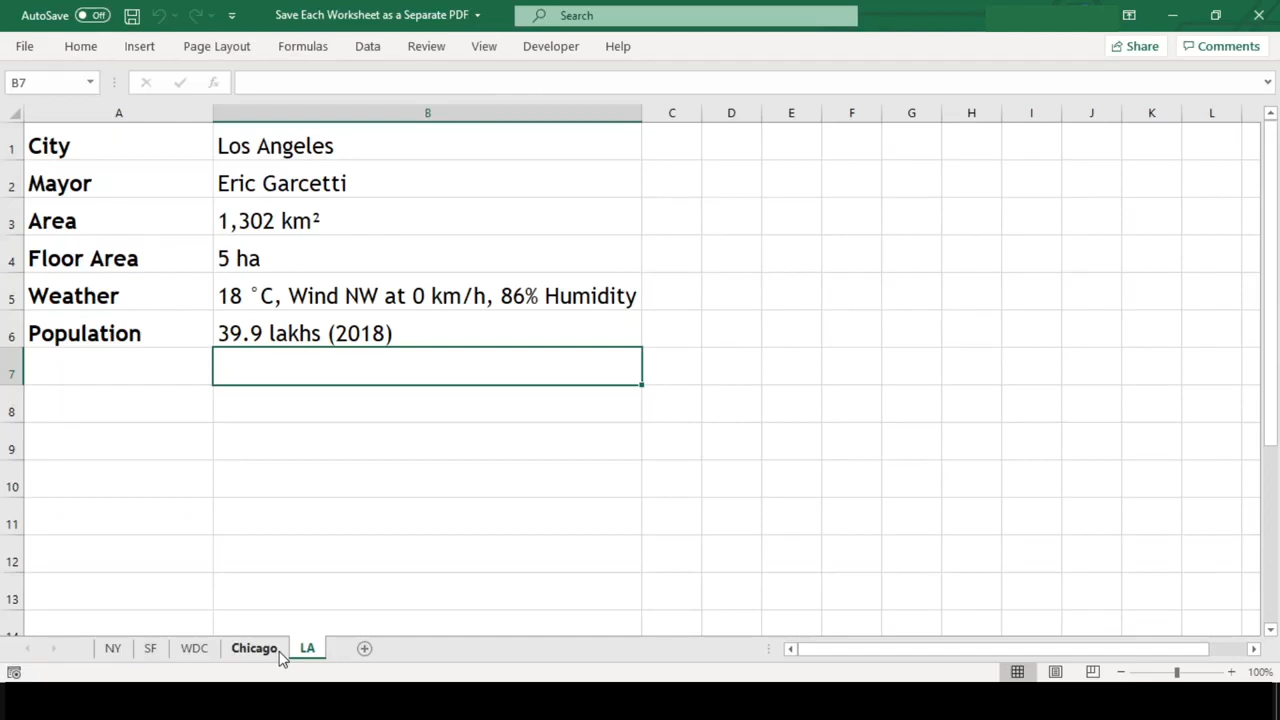 AutoSave Off Save Each Worksheet as a Separate PDF Search
File Home Insert Page Layout Formulas Data Review View Developer Help Share Comments
B7 fx
A B C D E F G H I J K L
1 City Los Angeles
2 Mayor Eric Garcetti
3 Area 1,302 km²
4 Floor Area 5 ha
5 Weather 18 °C, Wind NW at 0 km/h, 86% Humidity
6 Population 39.9 lakhs (2018)
7
8
9
10
11
12
13
14
NY SF WDC Chicago LA
100%